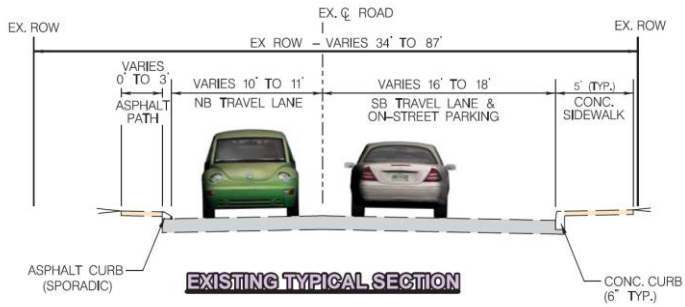 EX. ℄ ROAD
EX. ROW
EX. ROW
EX ROW - VARIES 34' TO 87'
VARIES
0' TO 3'
ASPHALT
PATH
VARIES 10' TO 11'
NB TRAVEL LANE
VARIES 16' TO 18'
SB TRAVEL LANE &
ON-STREET PARKING
5' (TYP.)
CONC.
SIDEWALK
ASPHALT CURB
(SPORADIC)
EXISTING TYPICAL SECTION
CONC. CURB
(6" TYP.)